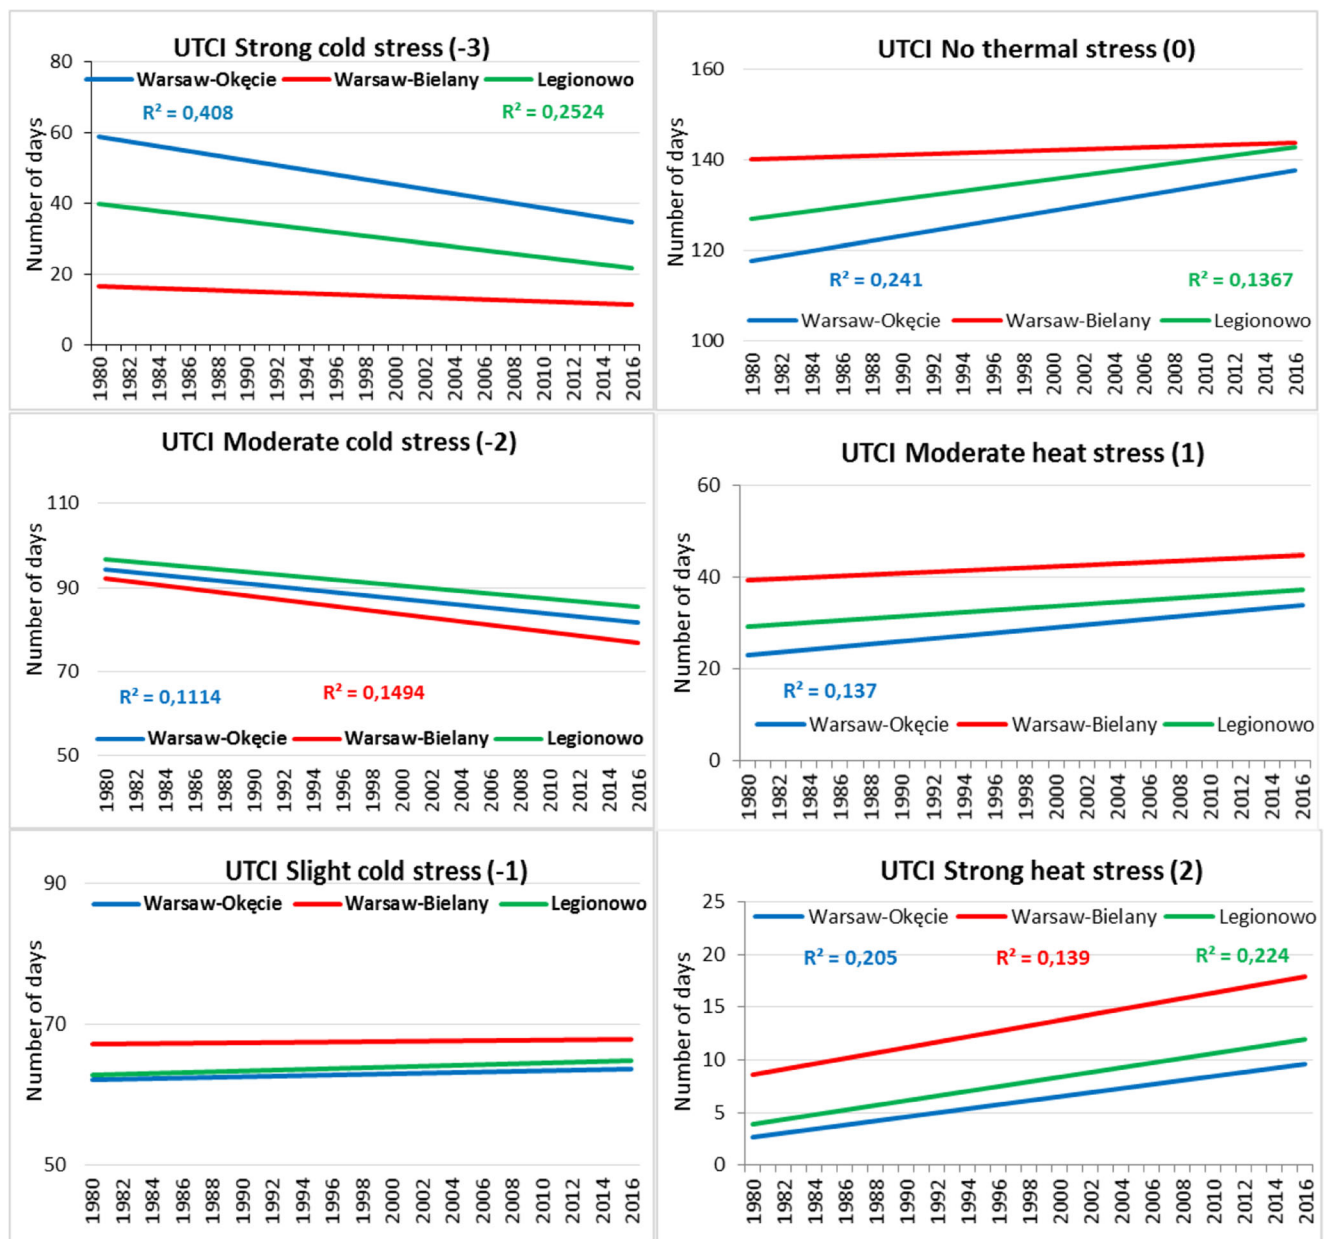 UTCI Strong cold stress (-3)
Warsaw-Okęcie Warsaw-Bielany Legionowo
R² = 0,408 R² = 0,2524
Number of days
80
60
40
20
0
1980 1982 1984 1986 1988 1990 1992 1994 1996 1998 2000 2002 2004 2006 2008 2010 2012 2014 2016
UTCI No thermal stress (0)
Number of days
160
140
120
100
R² = 0,241 R² = 0,1367
Warsaw-Okęcie Warsaw-Bielany Legionowo
1980 1982 1984 1986 1988 1990 1992 1994 1996 1998 2000 2002 2004 2006 2008 2010 2012 2014 2016
UTCI Moderate cold stress (-2)
Number of days
110
90
70
50
R² = 0,1114 R² = 0,1494
Warsaw-Okęcie Warsaw-Bielany Legionowo
1980 1982 1984 1986 1988 1990 1992 1994 1996 1998 2000 2002 2004 2006 2008 2010 2012 2014 2016
UTCI Moderate heat stress (1)
Number of days
60
40
20
0
R² = 0,137
Warsaw-Okęcie Warsaw-Bielany Legionowo
1980 1982 1984 1986 1988 1990 1992 1994 1996 1998 2000 2002 2004 2006 2008 2010 2012 2014 2016
UTCI Slight cold stress (-1)
Warsaw-Okęcie Warsaw-Bielany Legionowo
Number of days
90
70
50
1980 1982 1984 1986 1988 1990 1992 1994 1996 1998 2000 2002 2004 2006 2008 2010 2012 2014 2016
UTCI Strong heat stress (2)
Warsaw-Okęcie Warsaw-Bielany Legionowo
R² = 0,205 R² = 0,139 R² = 0,224
Number of days
25
20
15
10
5
0
1980 1982 1984 1986 1988 1990 1992 1994 1996 1998 2000 2002 2004 2006 2008 2010 2012 2014 2016